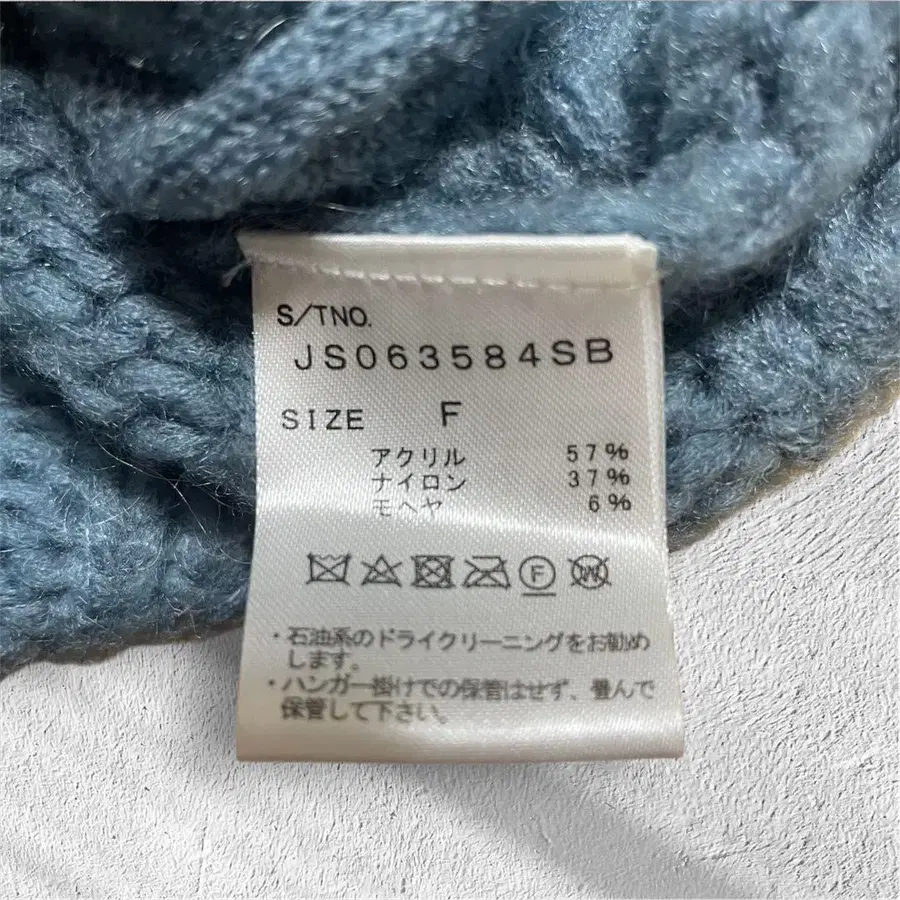 S/TNO.
JS063584SB
SIZE F
アクリル 57%
ナイロン 37%
モヘヤ 6%
F W
・石油系のドライクリーニングをお勧め
します。
・ハンガー掛けでの保管はせず、畳んで
保管して下さい。